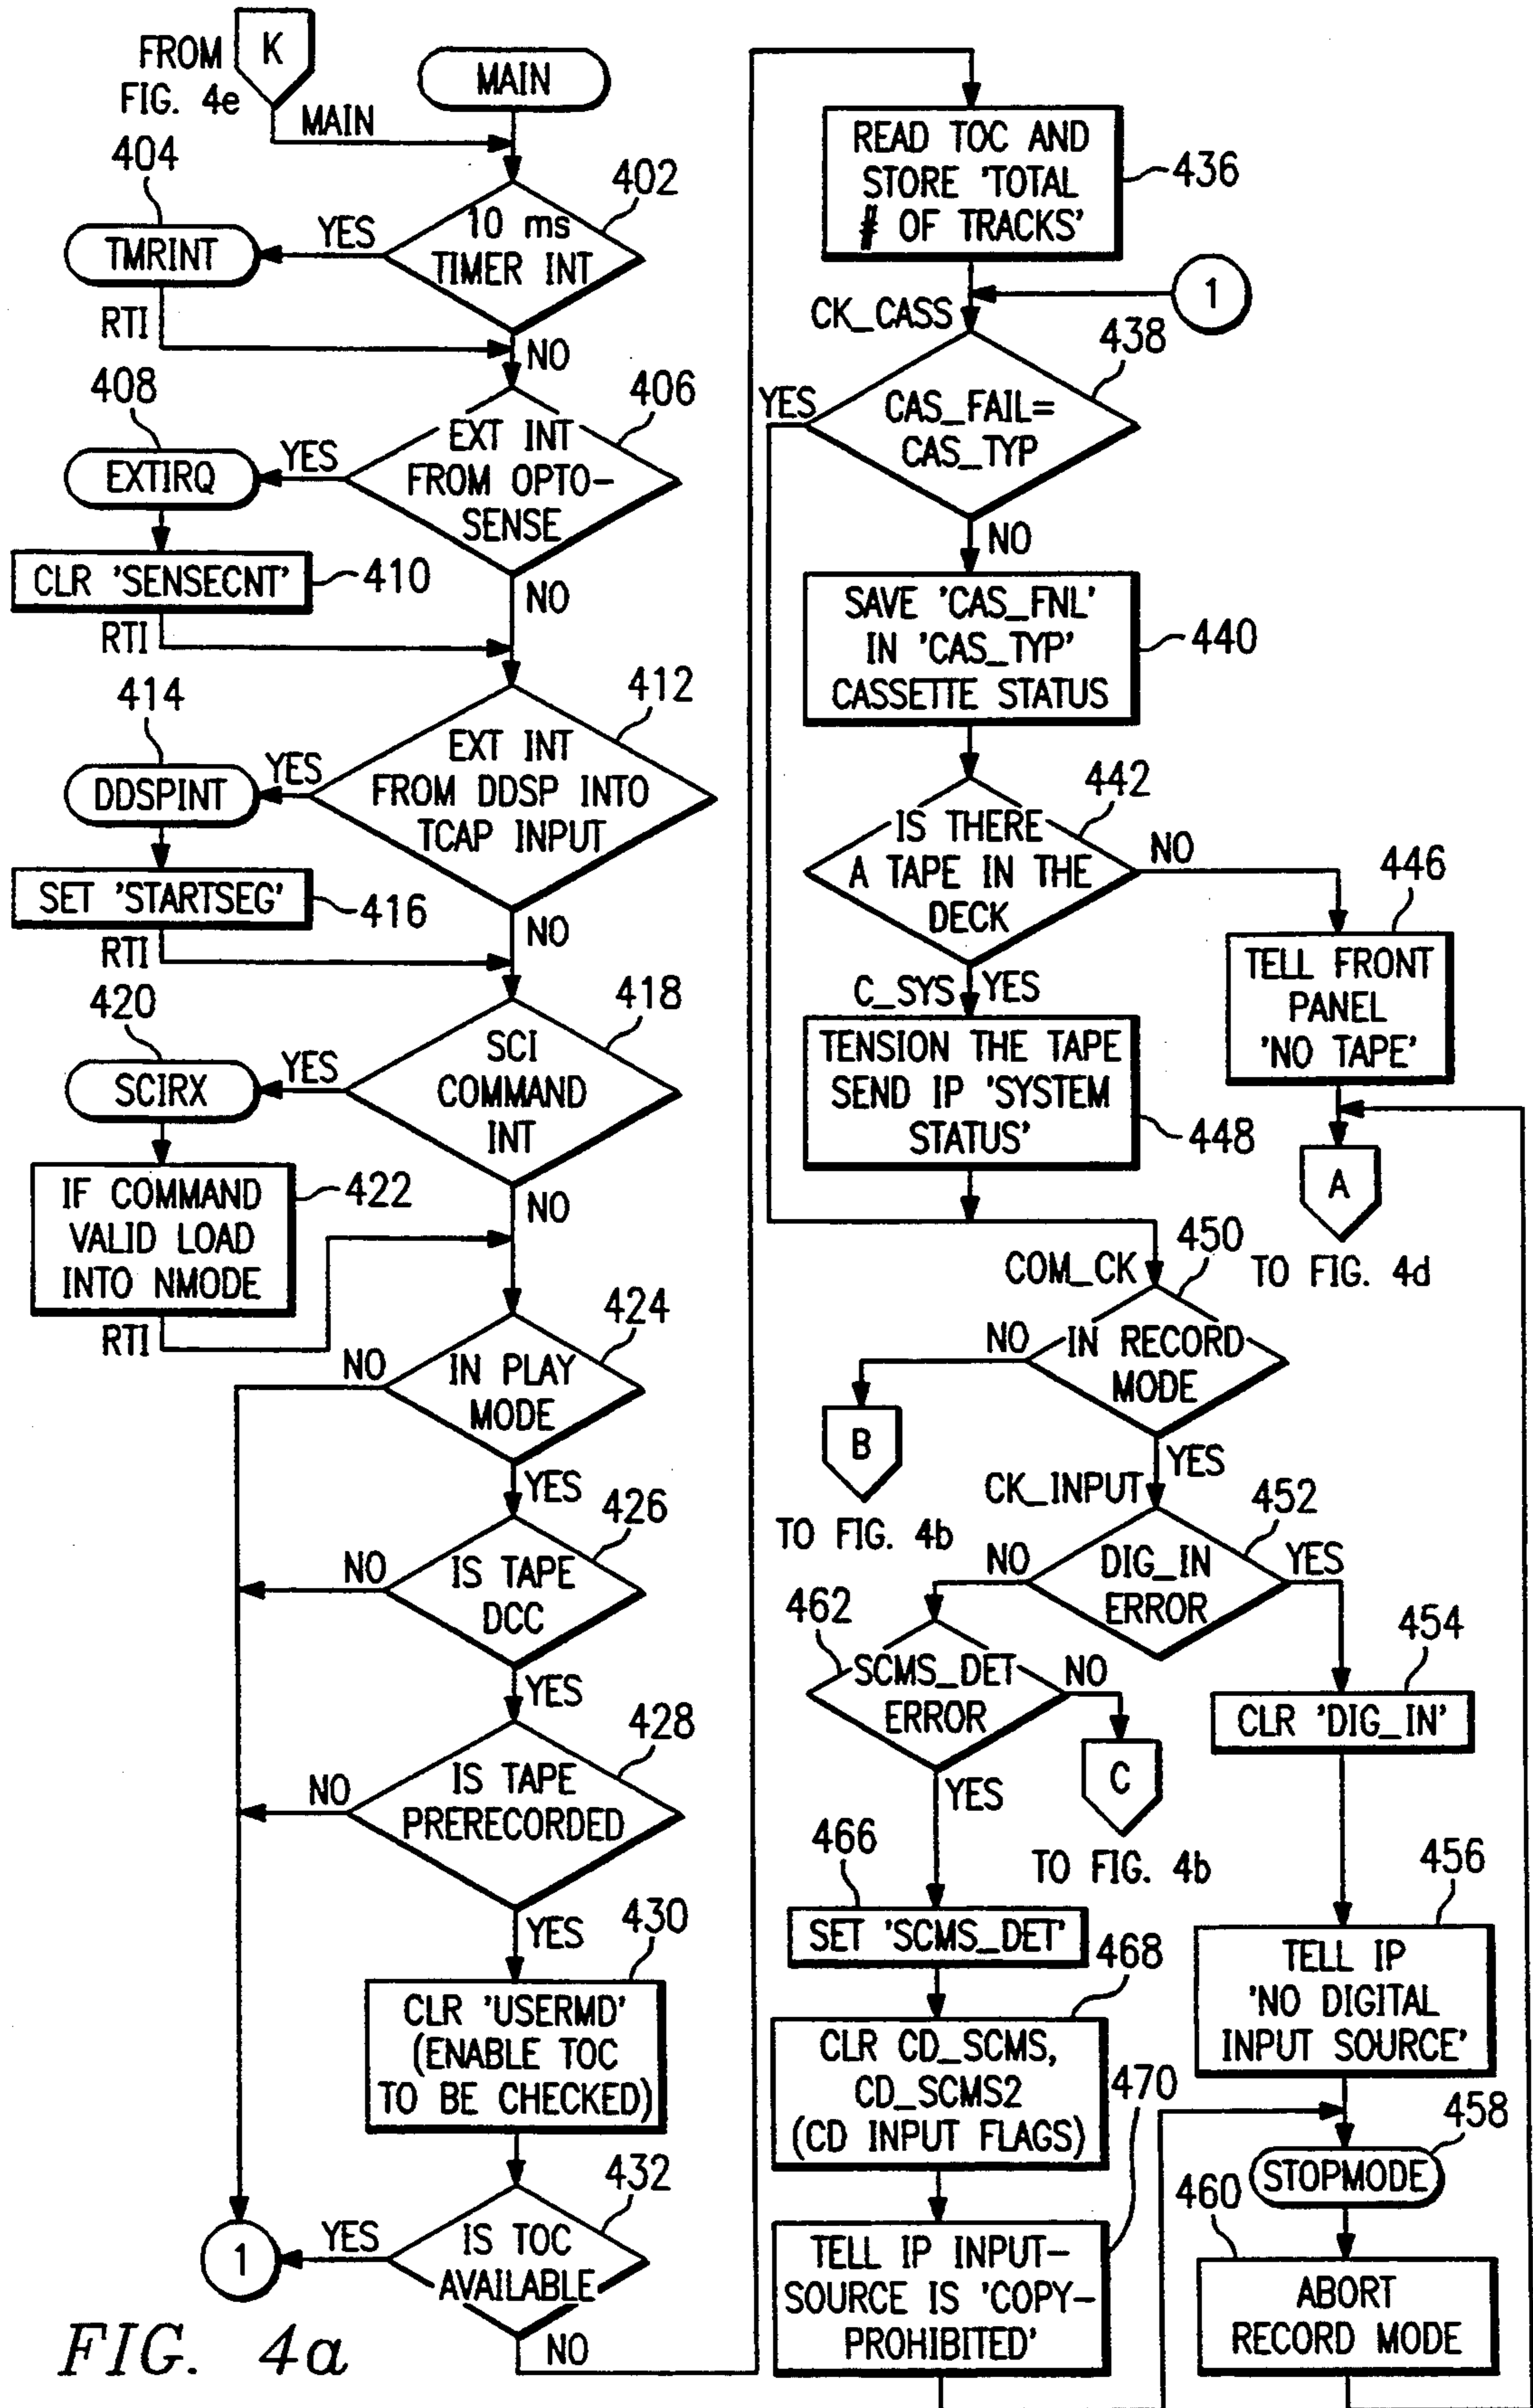 FROM
FIG. 4e
K
MAIN
MAIN
404
402
10 ms
TIMER INT
YES
TMRINT
RTI
NO
408
406
EXT INT
FROM OPTO-
SENSE
YES
EXTIRQ
CLR 'SENSECNT'
410
NO
RTI
414
412
EXT INT
FROM DDSP INTO
TCAP INPUT
YES
DDSPINT
SET 'STARTSEG'
416
NO
RTI
420
418
SCI
COMMAND
INT
YES
SCIRX
IF COMMAND
VALID LOAD
INTO NMODE
422
NO
RTI
424
NO
IN PLAY
MODE
YES
426
NO
IS TAPE
DCC
YES
428
NO
IS TAPE
PRERECORDED
YES
430
CLR 'USERMD'
(ENABLE TOC
TO BE CHECKED)
432
1
YES
IS TOC
AVAILABLE
NO
FIG. 4a
READ TOC AND
STORE 'TOTAL
# OF TRACKS'
436
1
CK_CASS
438
YES
CAS_FAIL=
CAS_TYP
NO
SAVE 'CAS_FNL'
IN 'CAS_TYP'
CASSETTE STATUS
440
442
IS THERE
A TAPE IN THE
DECK
NO
446
TELL FRONT
PANEL
'NO TAPE'
C_SYS
YES
TENSION THE TAPE
SEND IP 'SYSTEM
STATUS'
448
A
TO FIG. 4d
450
COM_CK
NO
IN RECORD
MODE
B
TO FIG. 4b
YES
CK_INPUT
452
NO
DIG_IN
ERROR
YES
462
454
SCMS_DET
ERROR
NO
CLR 'DIG_IN'
C
TO FIG. 4b
YES
466
456
SET 'SCMS_DET'
468
TELL IP
'NO DIGITAL
INPUT SOURCE'
CLR CD_SCMS,
CD_SCMS2
(CD INPUT FLAGS)
470
458
STOPMODE
460
TELL IP INPUT-
SOURCE IS 'COPY-
PROHIBITED'
ABORT
RECORD MODE